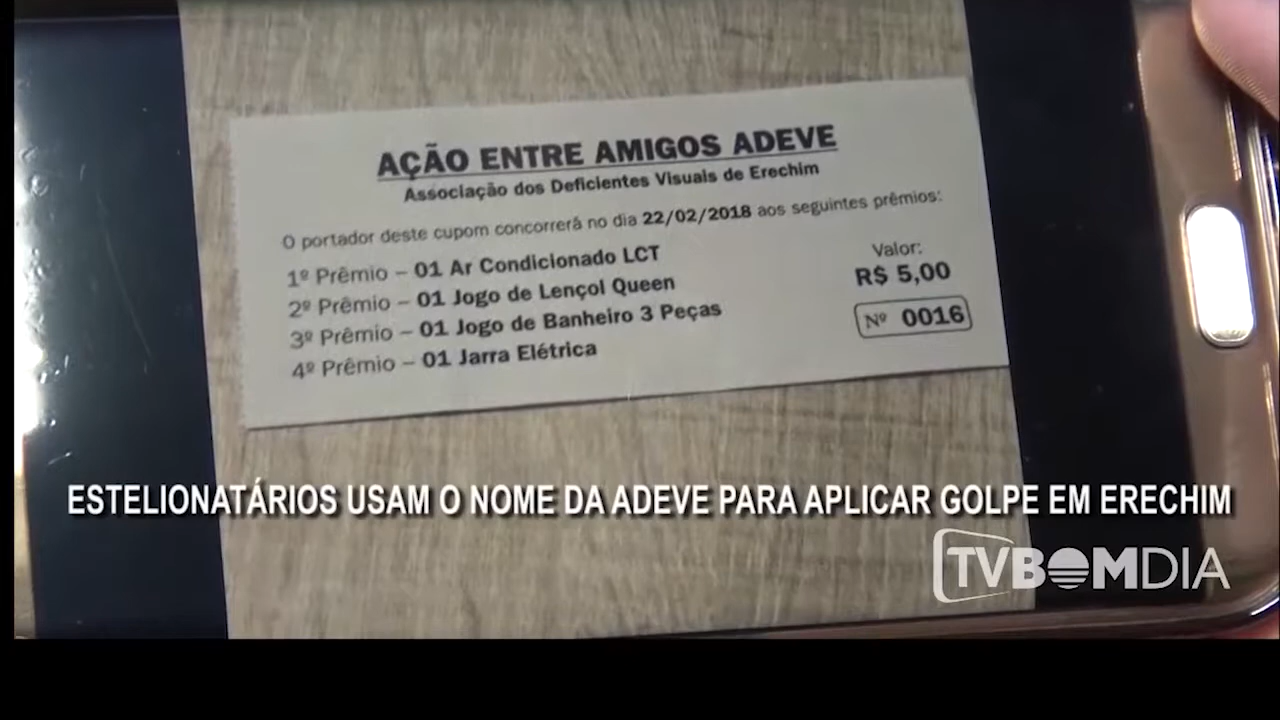 AÇÃO ENTRE AMIGOS ADEVE
Associação dos Deficientes Visuais de Erechim
O portador deste cupom concorrerá no dia 22/02/2018 aos seguintes prêmios:
1º Prêmio – 01 Ar Condicionado LCT
2º Prêmio – 01 Jogo de Lençol Queen
3º Prêmio – 01 Jogo de Banheiro 3 Peças
4º Prêmio – 01 Jarra Elétrica
Valor:
R$ 5,00
Nº 0016
ESTELIONATÁRIOS USAM O NOME DA ADEVE PARA APLICAR GOLPE EM ERECHIM
TVBOMDIA